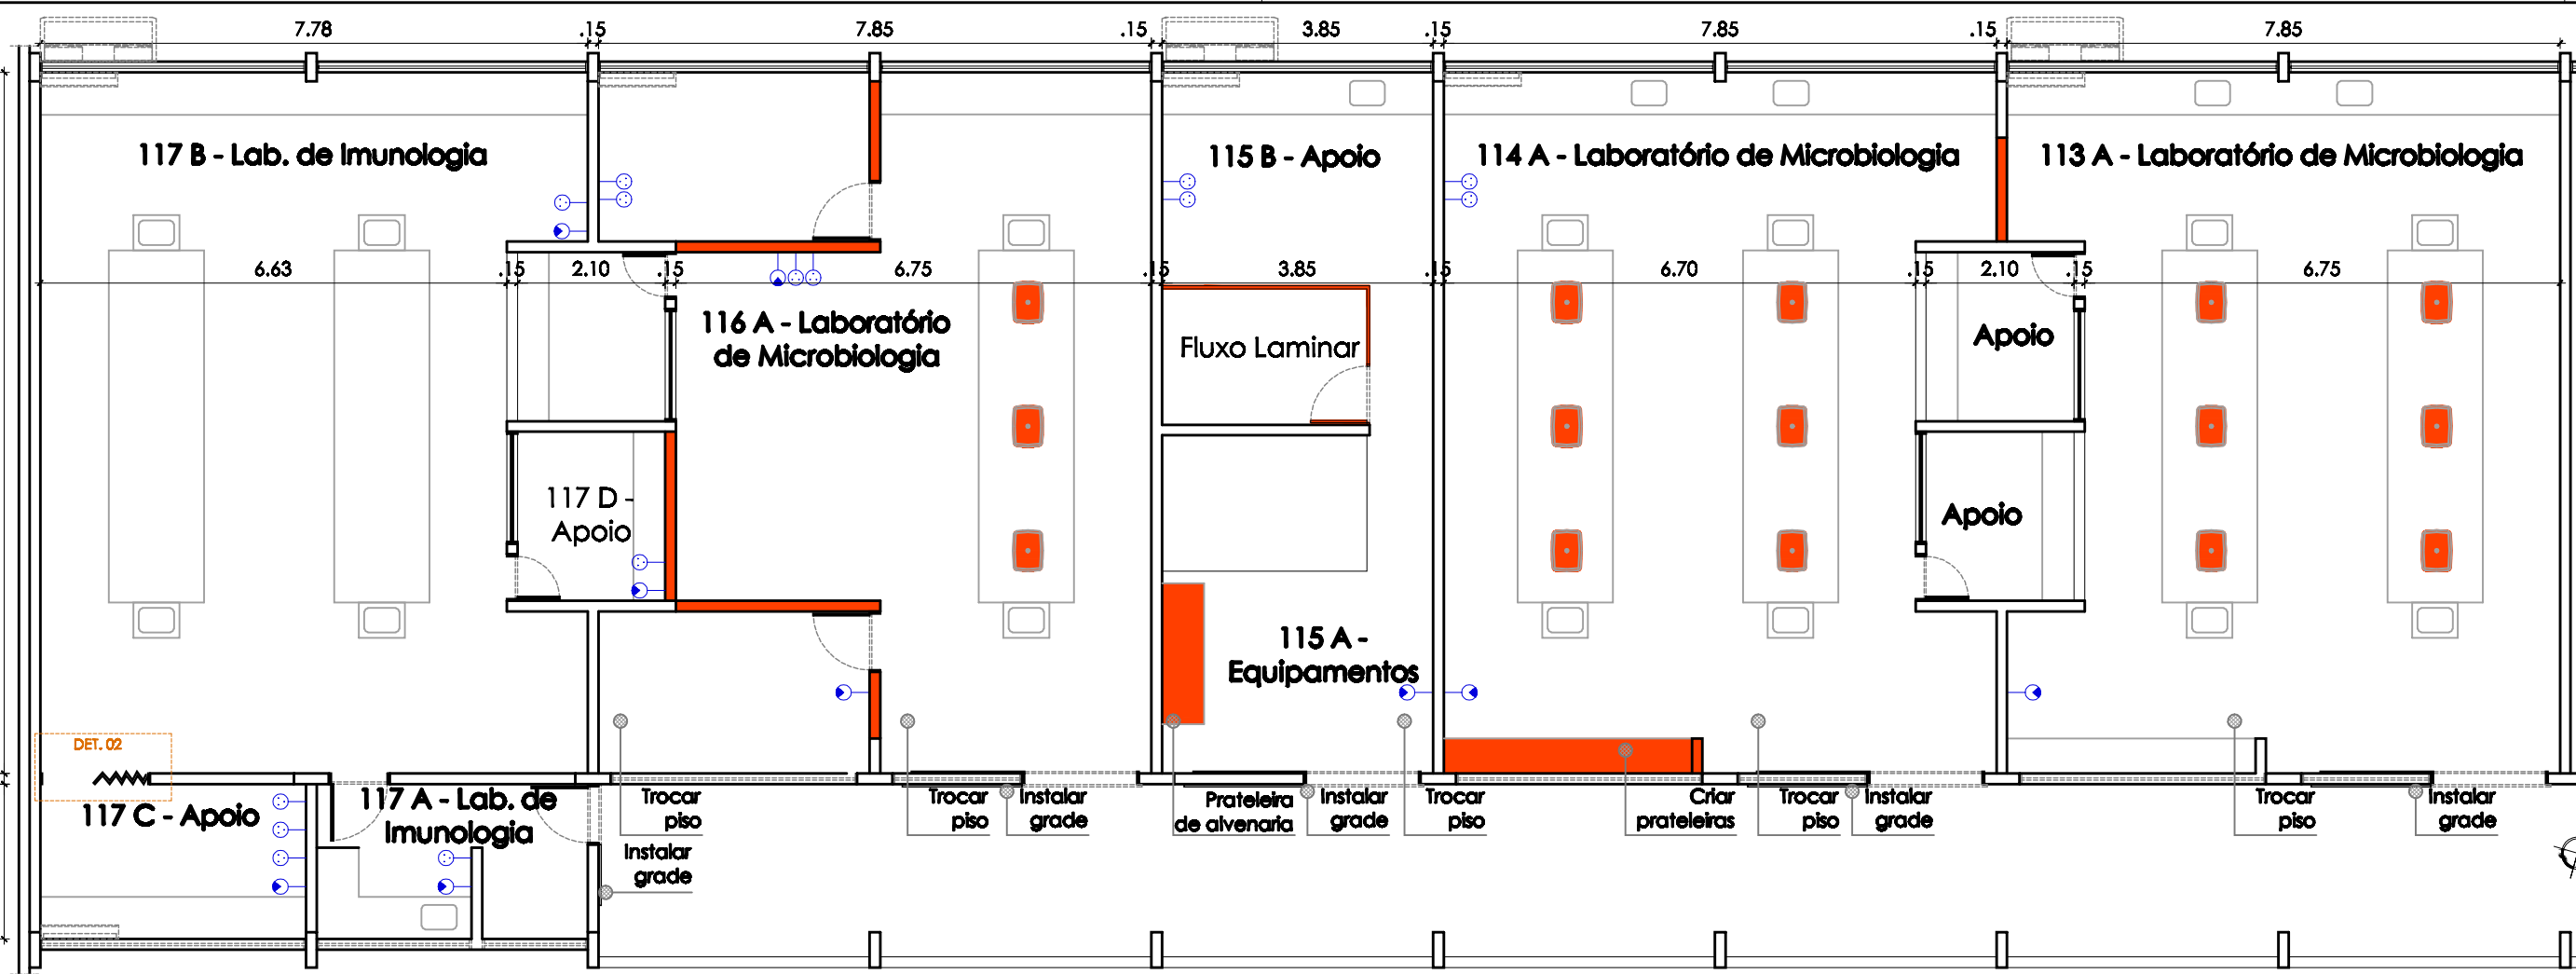 7.78 .15 7.85 .15 3.85 .15 7.85 .15 7.85
117 B - Lab. de Imunologia
115 B - Apoio
114 A - Laboratório de Microbiologia
113 A - Laboratório de Microbiologia
6.63 .15 2.10 .15 6.75 .15 3.85 .15 6.70 .15 2.10 .15 6.75
116 A - Laboratório
de Microbiologia
Fluxo Laminar
Apoio
117 D -
Apoio
Apoio
115 A -
Equipamentos
DET. 02
117 C - Apoio
117 A - Lab. de
Imunologia
Trocar
piso
Instalar
grade
Trocar
piso
Instalar
grade
Prateleira
de alvenaria
Instalar
grade
Trocar
piso
Criar
prateleiras
Trocar
piso
Instalar
grade
Trocar
piso
Instalar
grade